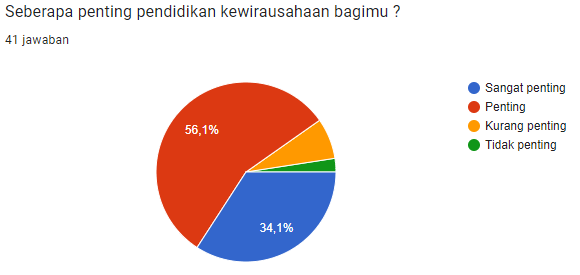 Seberapa penting pendidikan kewirausahaan bagimu ?
41 jawaban
Sangat penting
Penting
Kurang penting
Tidak penting
56,1%
34,1%